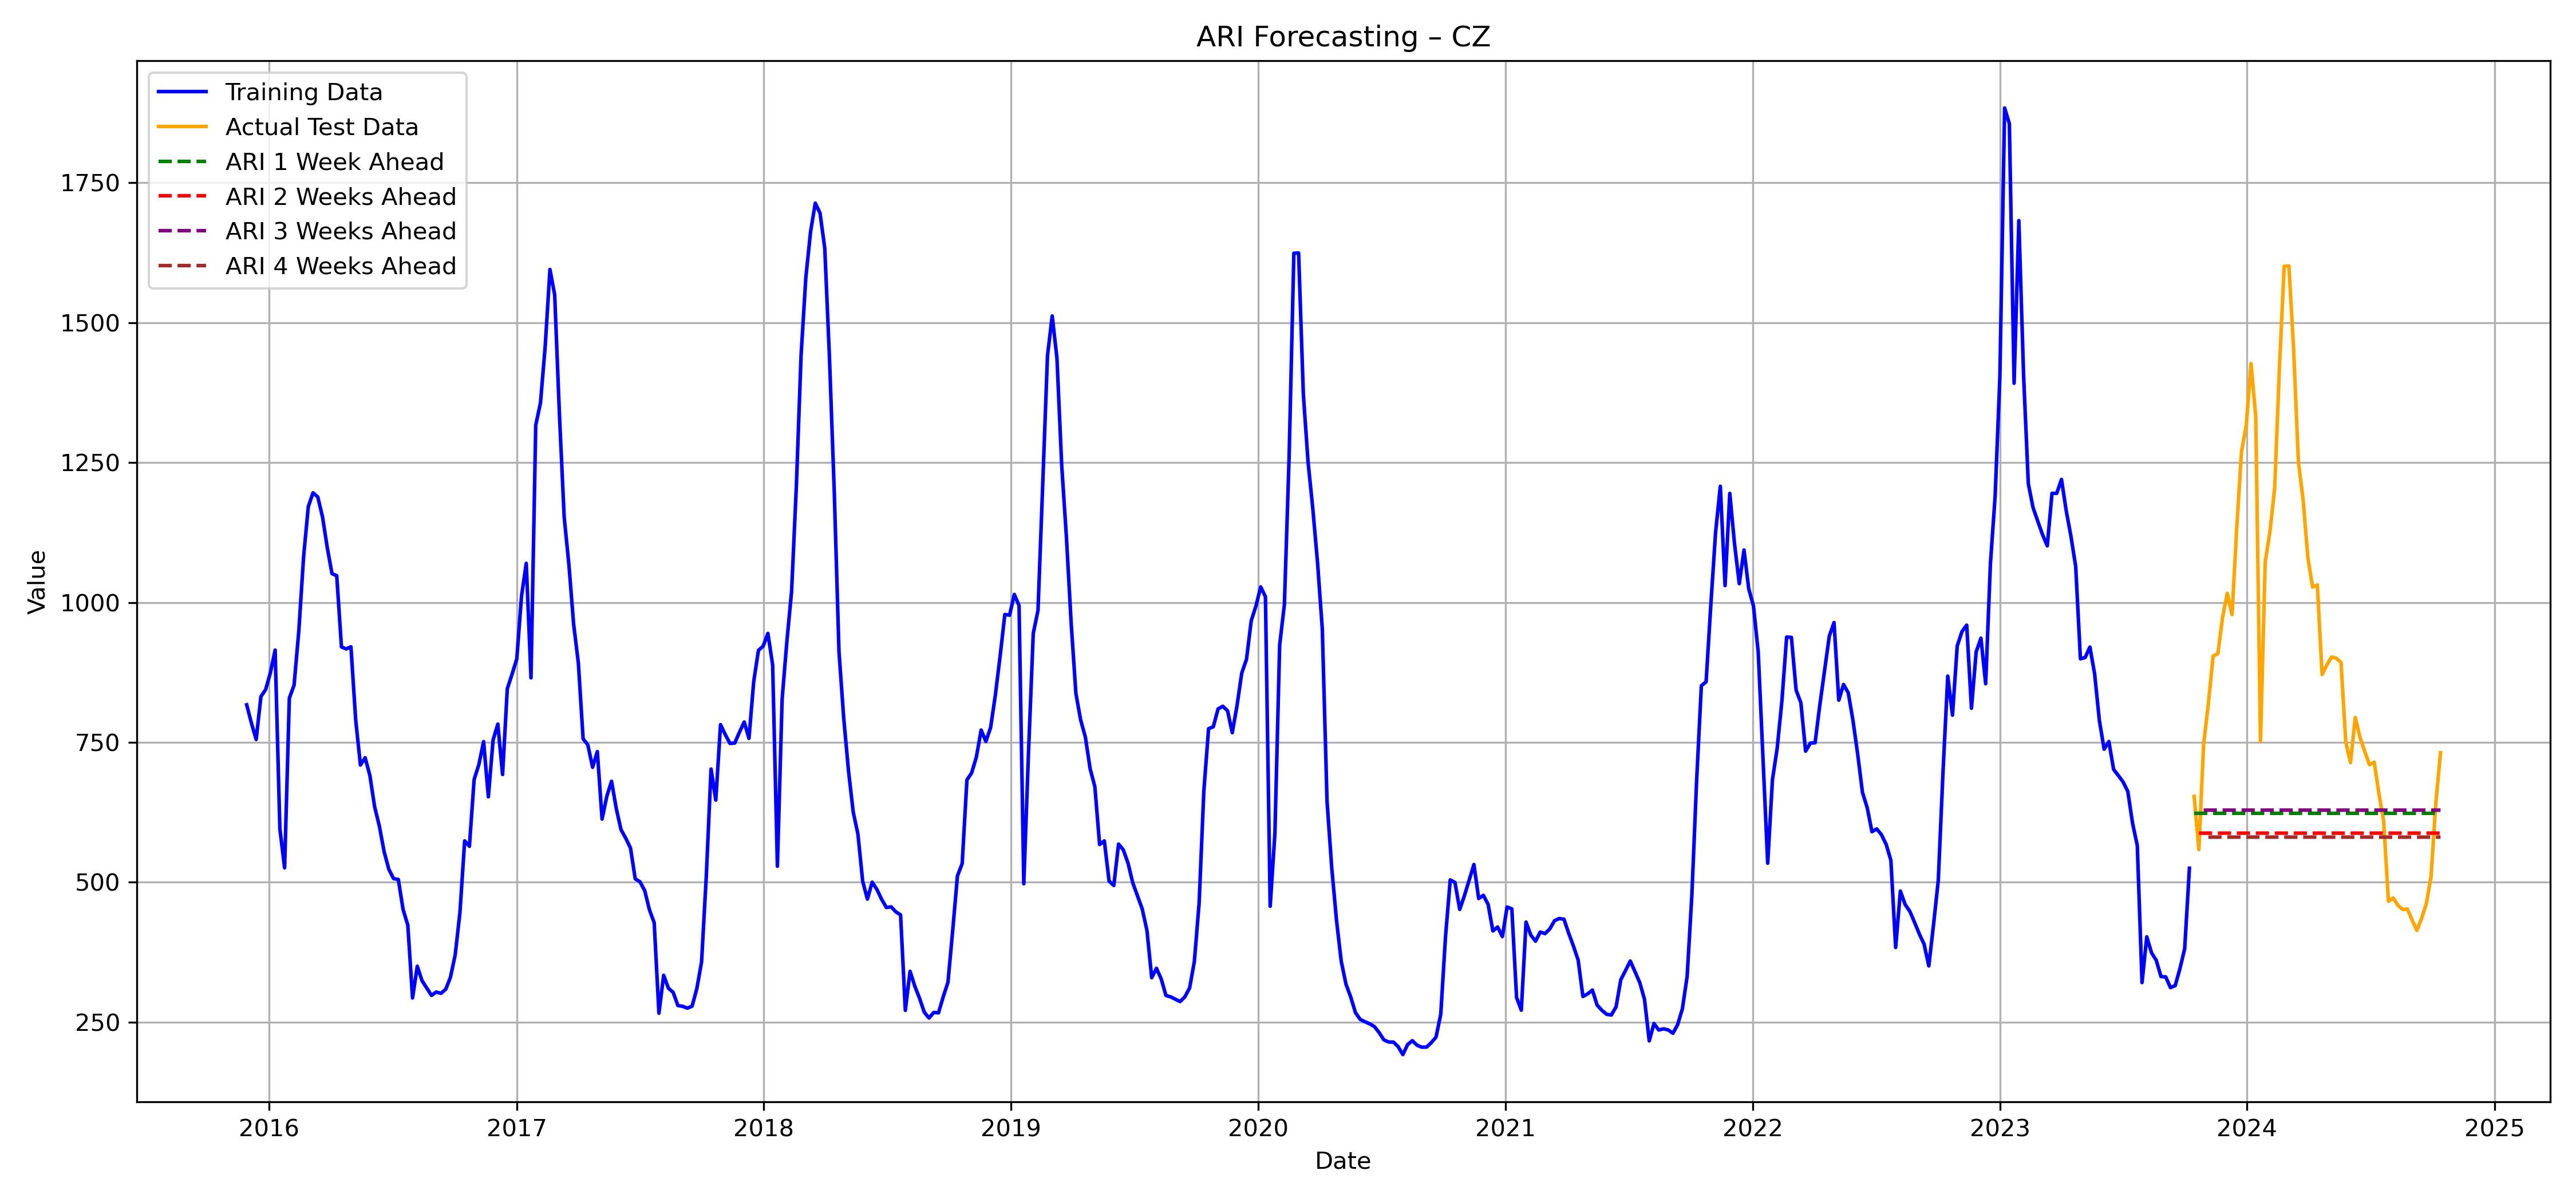 ARI Forecasting – CZ
Training Data
Actual Test Data
ARI 1 Week Ahead
ARI 2 Weeks Ahead
ARI 3 Weeks Ahead
ARI 4 Weeks Ahead
Value
1750
1500
1250
1000
750
500
250
2016 2017 2018 2019 2020 2021 2022 2023 2024 2025
Date